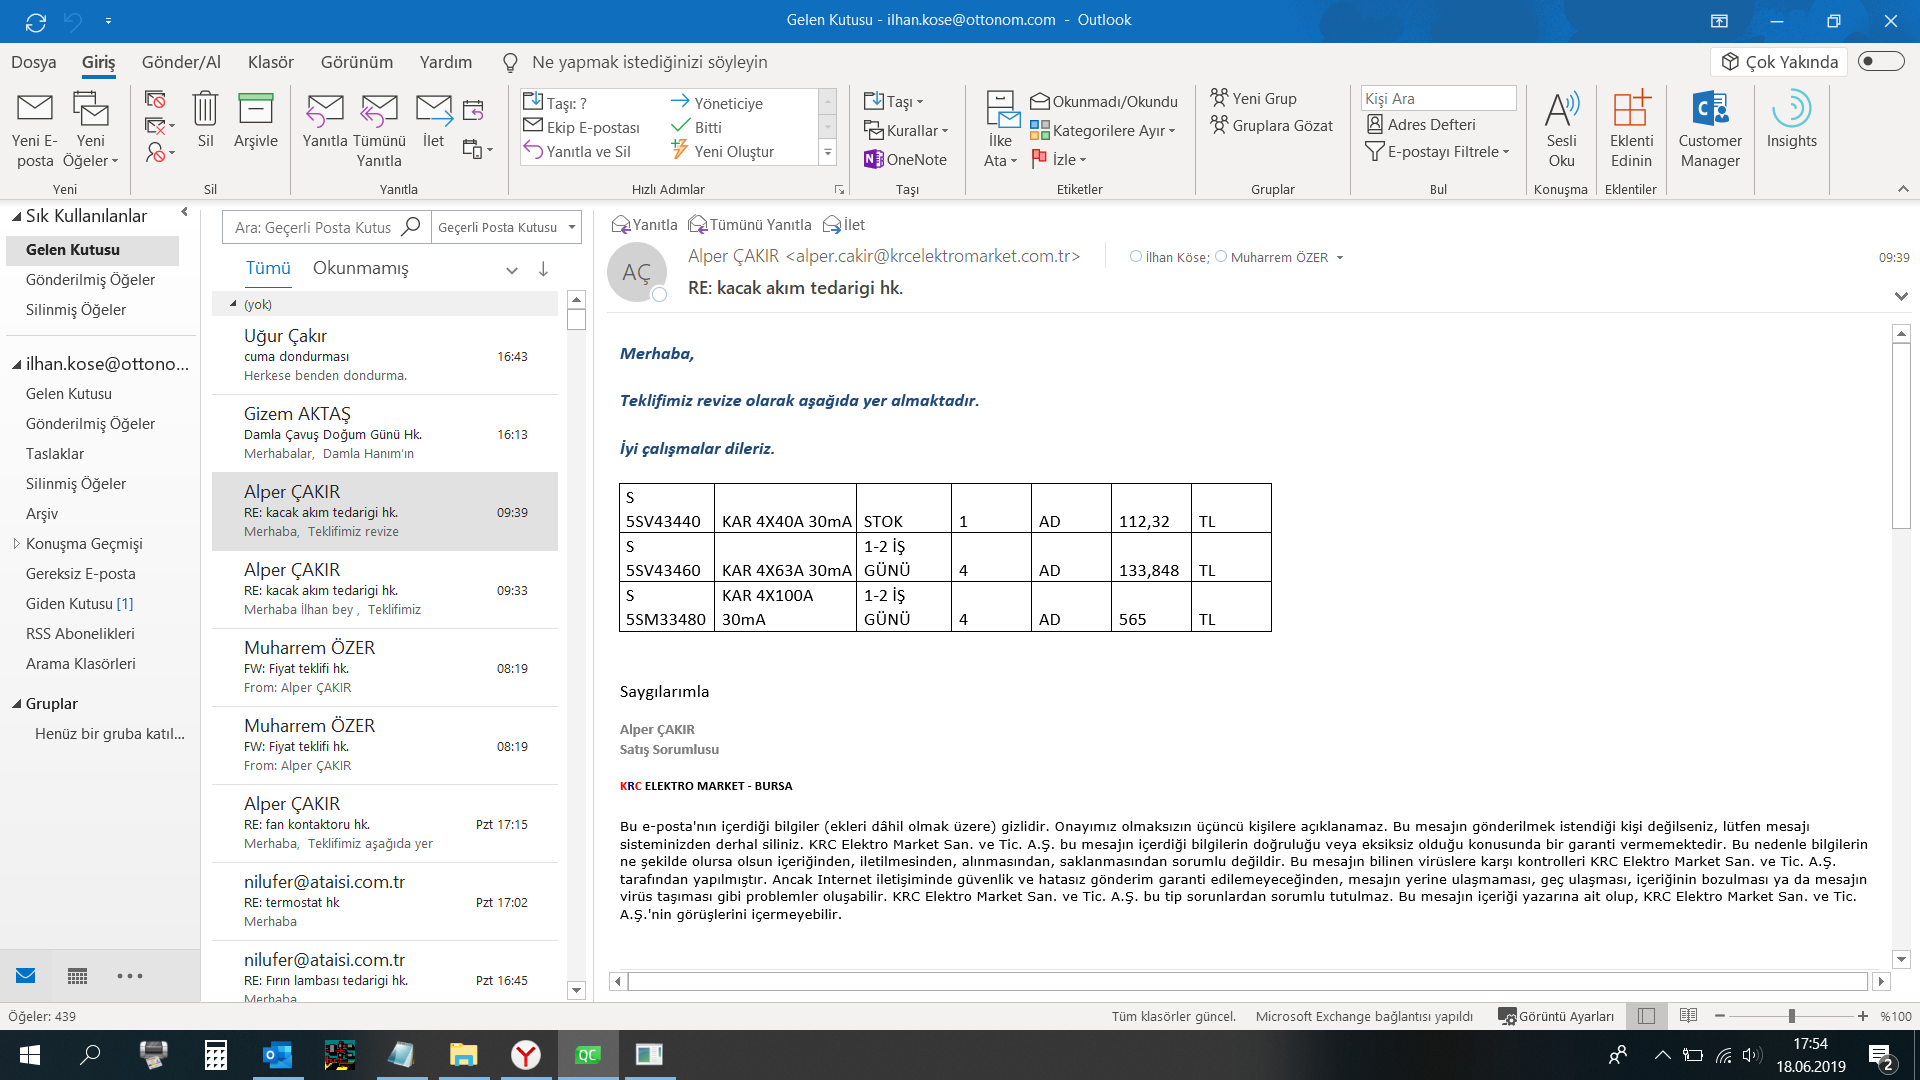 Gelen Kutusu - ilhan.kose@ottonom.com - Outlook
Dosya Giriş Gönder/Al Klasör Görünüm Yardım Ne yapmak istediğinizi söyleyin Çok Yakında
Yeni E-posta
Yeni Öğeler
Yeni
Sil
Arşivle
Sil
Yanıtla
Tümünü Yanıtla
İlet
Yanıtla
Taşı: ?
Ekip E-postası
Yanıtla ve Sil
Yöneticiye
Bitti
Yeni Oluştur
Hızlı Adımlar
Taşı
Kurallar
OneNote
Taşı
İlke Ata
Okunmadı/Okundu
Kategorilere Ayır
İzle
Etiketler
Yeni Grup
Gruplara Gözat
Gruplar
Kişi Ara
Adres Defteri
E-postayı Filtrele
Bul
Sesli Oku
Konuşma
Eklenti Edinin
Eklentiler
Customer Manager
Insights
Sık Kullanılanlar
Gelen Kutusu
Gönderilmiş Öğeler
Silinmiş Öğeler
ilhan.kose@ottono...
Gelen Kutusu
Gönderilmiş Öğeler
Taslaklar
Silinmiş Öğeler
Arşiv
Konuşma Geçmişi
Gereksiz E-posta
Giden Kutusu [1]
RSS Abonelikleri
Arama Klasörleri
Gruplar
Henüz bir gruba katıl...
Ara: Geçerli Posta Kutus Geçerli Posta Kutusu
Tümü Okunmamış
(yok)
Uğur Çakır
cuma dondurması 16:43
Herkese benden dondurma.
Gizem AKTAŞ
Damla Çavuş Doğum Günü Hk. 16:13
Merhabalar, Damla Hanım'ın
Alper ÇAKIR
RE: kacak akım tedarigi hk. 09:39
Merhaba, Teklifimiz revize
Alper ÇAKIR
RE: kacak akım tedarigi hk. 09:33
Merhaba İlhan bey , Teklifimiz
Muharrem ÖZER
FW: Fiyat teklifi hk. 08:19
From: Alper ÇAKIR
Muharrem ÖZER
FW: Fiyat teklifi hk. 08:19
From: Alper ÇAKIR
Alper ÇAKIR
RE: fan kontaktoru hk. Pzt 17:15
Merhaba, Teklifimiz aşağıda yer
nilufer@ataisi.com.tr
RE: termostat hk Pzt 17:02
Merhaba
nilufer@ataisi.com.tr
RE: Fırın lambası tedarigi hk. Pzt 16:45
Merhaba
Yanıtla Tümünü Yanıtla İlet
AÇ
Alper ÇAKIR <alper.cakir@krcelektromarket.com.tr> İlhan Köse; Muharrem ÖZER 09:39
RE: kacak akım tedarigi hk.
Merhaba,
Teklifimiz revize olarak aşağıda yer almaktadır.
İyi çalışmalar dileriz.
S 5SV43440 KAR 4X40A 30mA STOK 1 AD 112,32 TL
S 5SV43460 KAR 4X63A 30mA 1-2 İŞ GÜNÜ 4 AD 133,848 TL
S 5SM33480 KAR 4X100A 30mA 1-2 İŞ GÜNÜ 4 AD 565 TL
Saygılarımla
Alper ÇAKIR
Satış Sorumlusu
KRC ELEKTRO MARKET - BURSA
Bu e-posta'nın içerdiği bilgiler (ekleri dâhil olmak üzere) gizlidir. Onayımız olmaksızın üçüncü kişilere açıklanamaz. Bu mesajın gönderilmek istendiği kişi değilseniz, lütfen mesajı
sisteminizden derhal siliniz. KRC Elektro Market San. ve Tic. A.Ş. bu mesajın içerdiği bilgilerin doğruluğu veya eksiksiz olduğu konusunda bir garanti vermemektedir. Bu nedenle bilgilerin
ne şekilde olursa olsun içeriğinden, iletilmesinden, alınmasından, saklanmasından sorumlu değildir. Bu mesajın bilinen virüslere karşı kontrolleri KRC Elektro Market San. ve Tic. A.Ş.
tarafından yapılmıştır. Ancak Internet iletişiminde güvenlik ve hatasız gönderim garanti edilemeyeceğinden, mesajın yerine ulaşmaması, geç ulaşması, içeriğinin bozulması ya da mesajın
virüs taşıması gibi problemler oluşabilir. KRC Elektro Market San. ve Tic. A.Ş. bu tip sorunlardan sorumlu tutulmaz. Bu mesajın içeriği yazarına ait olup, KRC Elektro Market San. ve Tic.
A.Ş.'nin görüşlerini içermeyebilir.
Öğeler: 439 Tüm klasörler güncel. Microsoft Exchange bağlantısı yapıldı Görüntü Ayarları %100
QC
17:54
18.06.2019
2